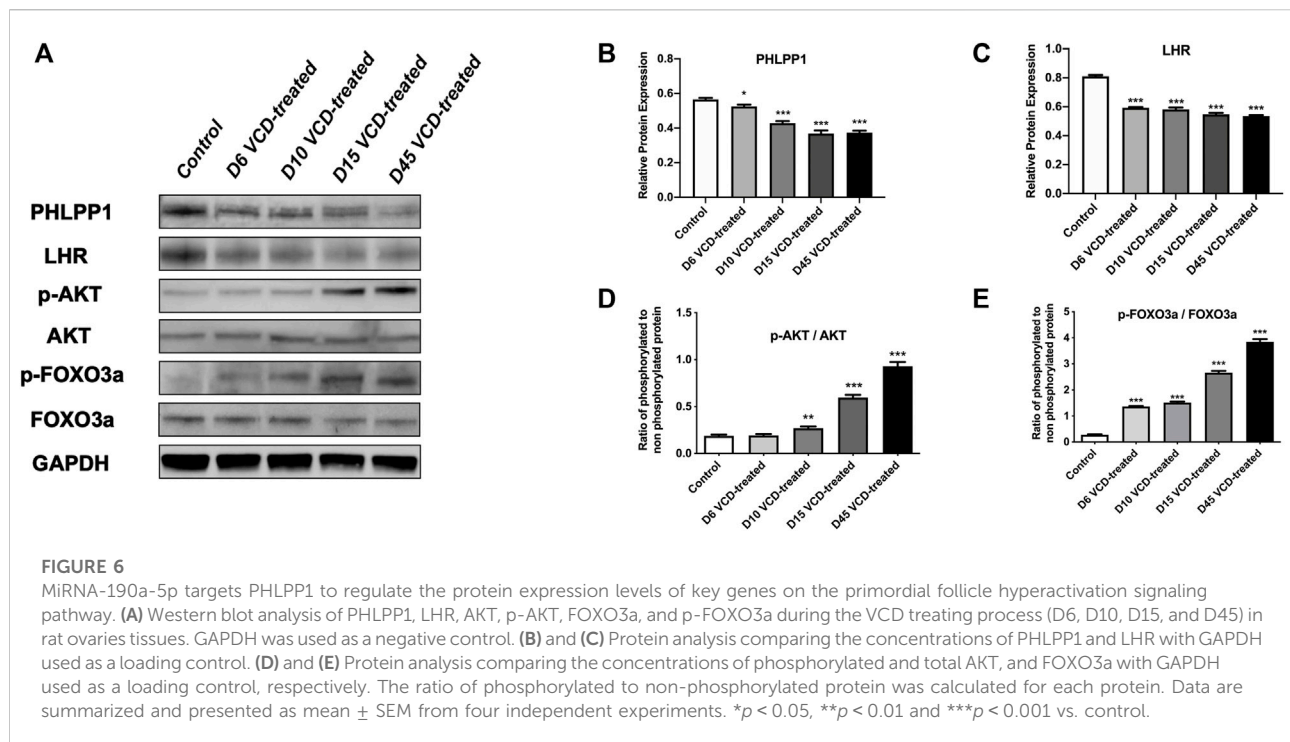 A
Control
D6 VCD-treated
D10 VCD-treated
D15 VCD-treated
D45 VCD-treated
PHLPP1
LHR
p-AKT
AKT
p-FOXO3a
FOXO3a
GAPDH
B
PHLPP1
Relative Protein Expression
0.8
0.6
0.4
0.2
0.0
*
***
***
***
Control
D6 VCD-treated
D10 VCD-treated
D15 VCD-treated
D45 VCD-treated
C
LHR
Relative Protein Expression
1.0
0.8
0.6
0.4
0.2
0.0
***
***
***
***
Control
D6 VCD-treated
D10 VCD-treated
D15 VCD-treated
D45 VCD-treated
D
p-AKT / AKT
Ratio of phosphorylated to
non phosphorylated protein
1.5
1.0
0.5
0.0
**
***
***
Control
D6 VCD-treated
D10 VCD-treated
D15 VCD-treated
D45 VCD-treated
E
p-FOXO3a / FOXO3a
Ratio of phosphorylated to
non phosphorylated protein
5
4
3
2
1
0
***
***
***
***
Control
D6 VCD-treated
D10 VCD-treated
D15 VCD-treated
D45 VCD-treated
FIGURE 6
MiRNA-190a-5p targets PHLPP1 to regulate the protein expression levels of key genes on the primordial follicle hyperactivation signaling
pathway. (A) Western blot analysis of PHLPP1, LHR, AKT, p-AKT, FOXO3a, and p-FOXO3a during the VCD treating process (D6, D10, D15, and D45) in
rat ovaries tissues. GAPDH was used as a negative control. (B) and (C) Protein analysis comparing the concentrations of PHLPP1 and LHR with GAPDH
used as a loading control. (D) and (E) Protein analysis comparing the concentrations of phosphorylated and total AKT, and FOXO3a with GAPDH
used as a loading control, respectively. The ratio of phosphorylated to non-phosphorylated protein was calculated for each protein. Data are
summarized and presented as mean ± SEM from four independent experiments. *p < 0.05, **p < 0.01 and ***p < 0.001 vs. control.